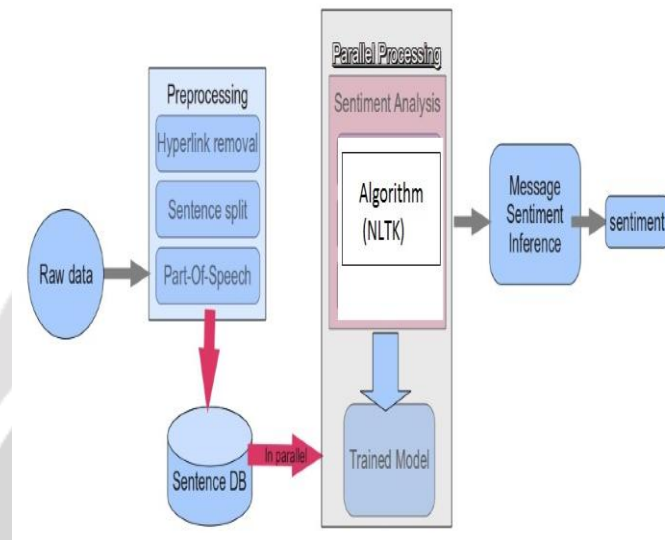 Raw data
Preprocessing
Hyperlink removal
Sentence split
Part-Of-Speech
Sentence DB
In parallel
Parallel Processing
Sentiment Analysis
Algorithm
(NLTK)
Trained Model
Message
Sentiment
Inference
sentiment